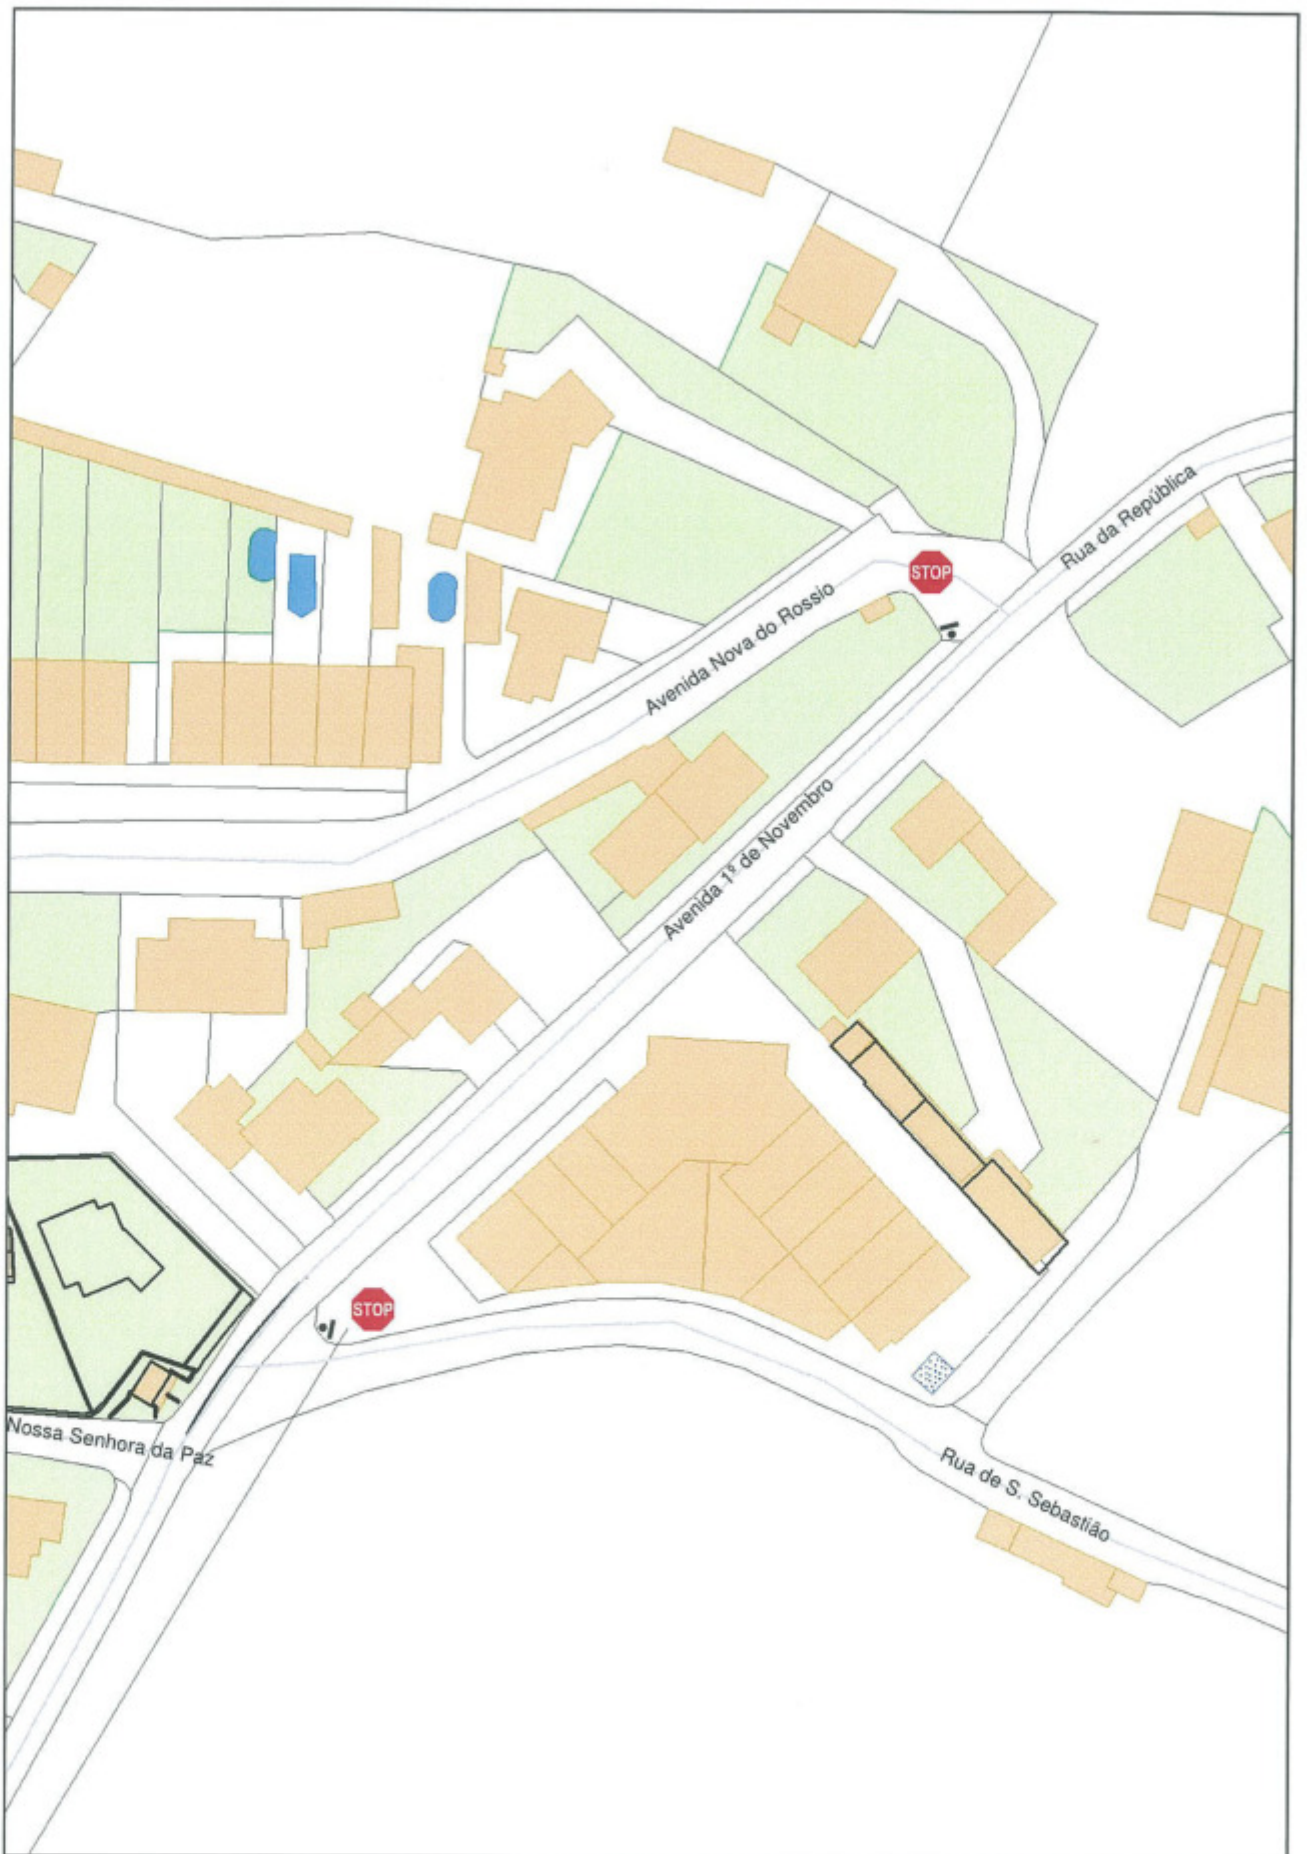 Rua da República
STOP
Avenida Nova do Rossio
Avenida 1º de Novembro
STOP
Nossa Senhora da Paz
Rua de S. Sebastião